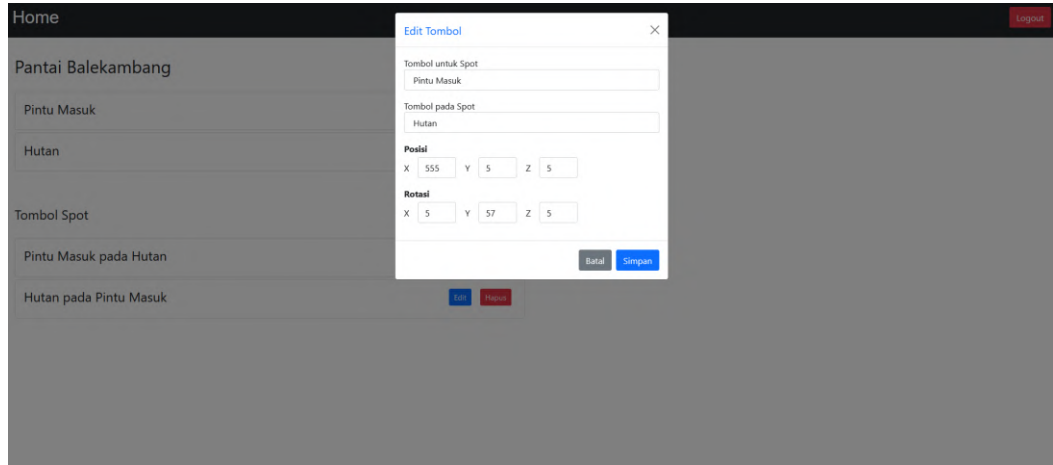 Home
Logout
Pantai Balekambang
Pintu Masuk
Hutan
Tombol Spot
Pintu Masuk pada Hutan
Hutan pada Pintu Masuk
Edit Hapus
Edit Tombol
Tombol untuk Spot
Pintu Masuk
Tombol pada Spot
Hutan
Posisi
X 555 Y 5 Z 5
Rotasi
X 5 Y 57 Z 5
Batal Simpan